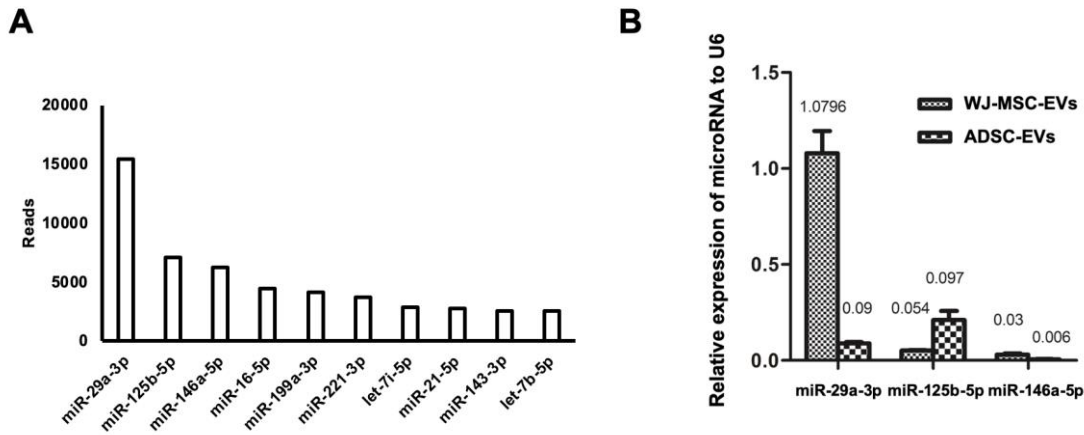 A
Reads
20000
15000
10000
5000
0
miR-29a-3p
miR-125b-5p
miR-146a-5p
miR-16-5p
miR-199a-3p
miR-221-3p
let-7i-5p
miR-21-5p
miR-143-3p
let-7b-5p
B
Relative expression of microRNA to U6
1.5
1.0
0.5
0.0
WJ-MSC-EVs
ADSC-EVs
1.0796
0.09
0.054
0.097
0.03
0.006
miR-29a-3p miR-125b-5p miR-146a-5p